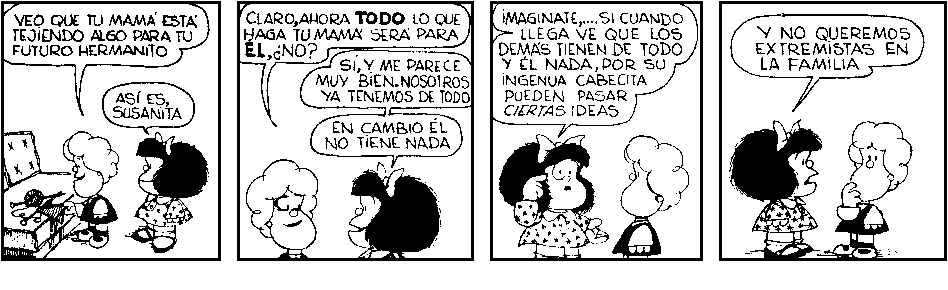 VEO QUE TU MAMÁ ESTÁ
TEJIENDO ALGO PARA TU
FUTURO HERMANITO
ASÍ ES,
SUSANITA
CLARO, AHORA TODO LO QUE
HAGA TU MAMÁ SERÁ PARA
ÉL, ¿NO?
SÍ, Y ME PARECE
MUY BIEN. NOSOTROS
YA TENEMOS DE TODO
EN CAMBIO ÉL
NO TIENE NADA
IMAGINATE,....SI CUANDO
LLEGA VE QUE LOS
DEMÁS TIENEN DE TODO
Y ÉL NADA, POR SU
INGENUA CABECITA
PUEDEN PASAR
CIERTAS IDEAS
Y NO QUEREMOS
EXTREMISTAS EN
LA FAMILIA